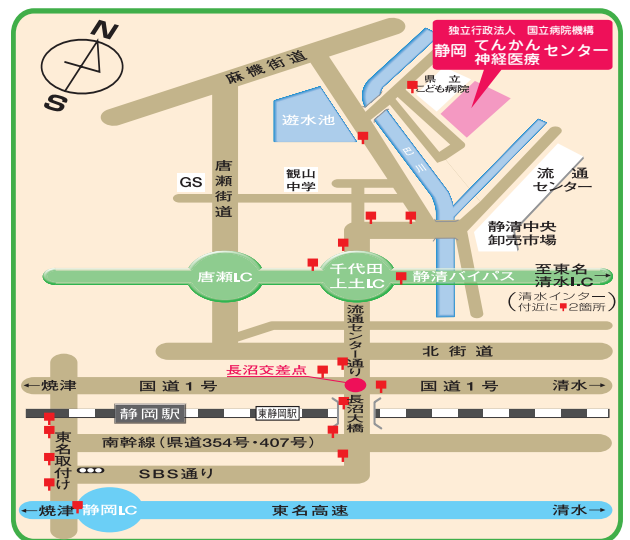 独立行政法人 国立病院機構
静岡 てんかん 神経医療 センター
N
S
麻機街道
県立
こども病院
遊水池
巴川
唐瀬街道
GS
観山
中学
流通
センター
静清中央
卸売市場
唐瀬I.C
千代田
上土I.C
静清バイパス
至東名
清水I.C
(清水インター
付近に 2箇所)
流通センター通り
北街道
長沼交差点
←焼津
国道1号
国道1号
清水→
静岡駅
東静岡駅
長沼大橋
東名取付け
南幹線(県道354号・407号)
SBS通り
←焼津
静岡I.C
東名高速
清水→